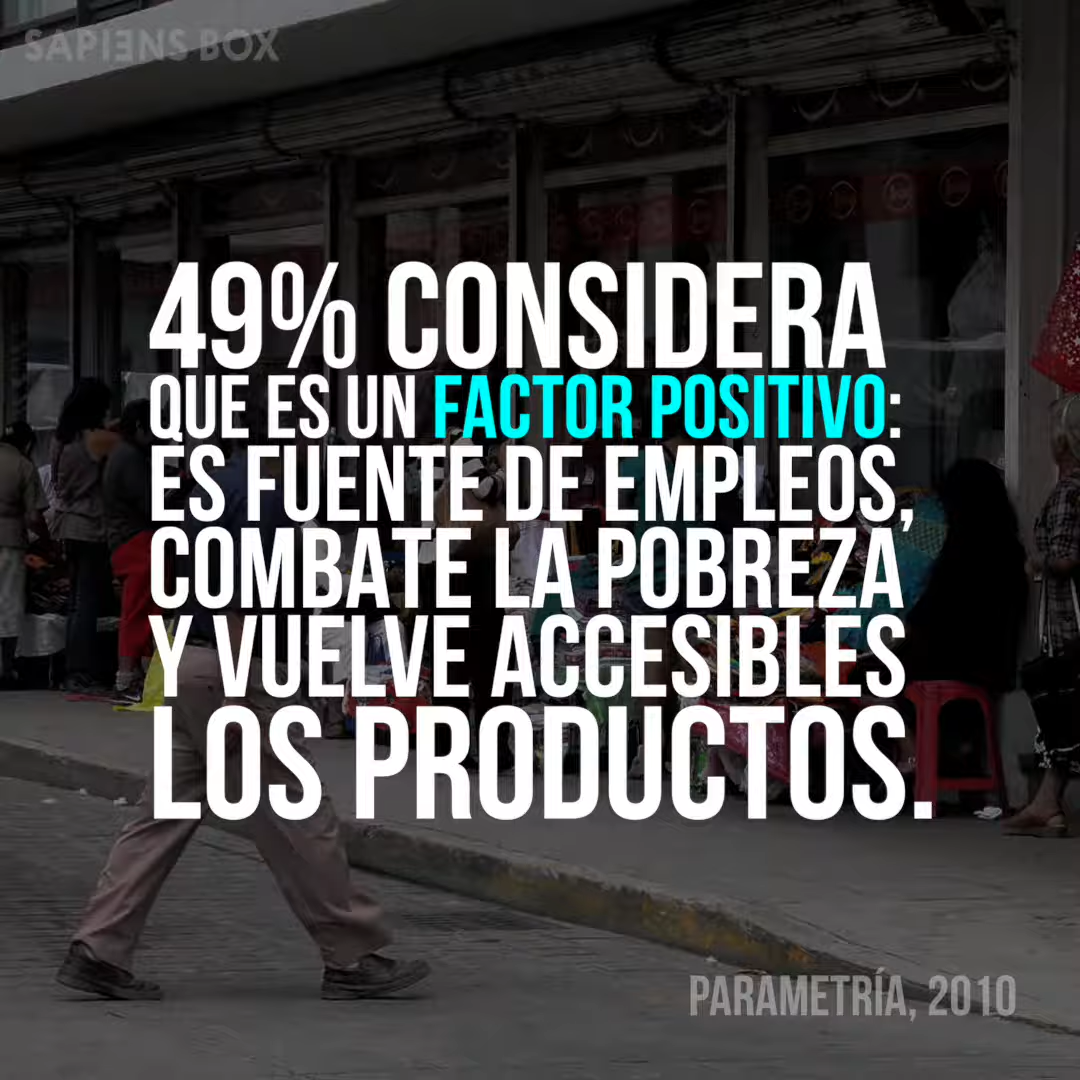 SAPIENS BOX
49% CONSIDERA
QUE ES UN FACTOR POSITIVO:
ES FUENTE DE EMPLEOS,
COMBATE LA POBREZA
Y VUELVE ACCESIBLES
LOS PRODUCTOS.
PARAMETRÍA, 2010